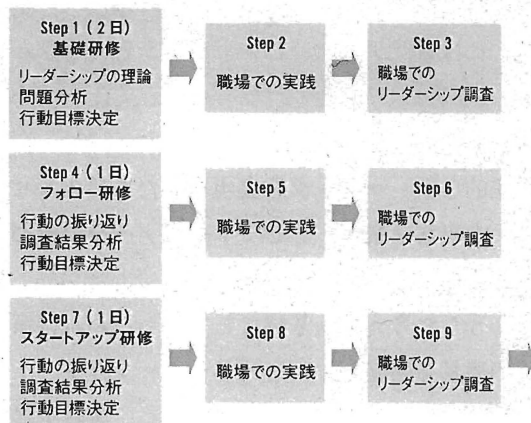 Step 1（2日）
基礎研修
リーダーシップの理論
問題分析
行動目標決定
Step 2
職場での実践
Step 3
職場での
リーダーシップ調査
Step 4（1日）
フォロー研修
行動の振り返り
調査結果分析
行動目標決定
Step 5
職場での実践
Step 6
職場での
リーダーシップ調査
Step 7（1日）
スタートアップ研修
行動の振り返り
調査結果分析
行動目標決定
Step 8
職場での実践
Step 9
職場での
リーダーシップ調査